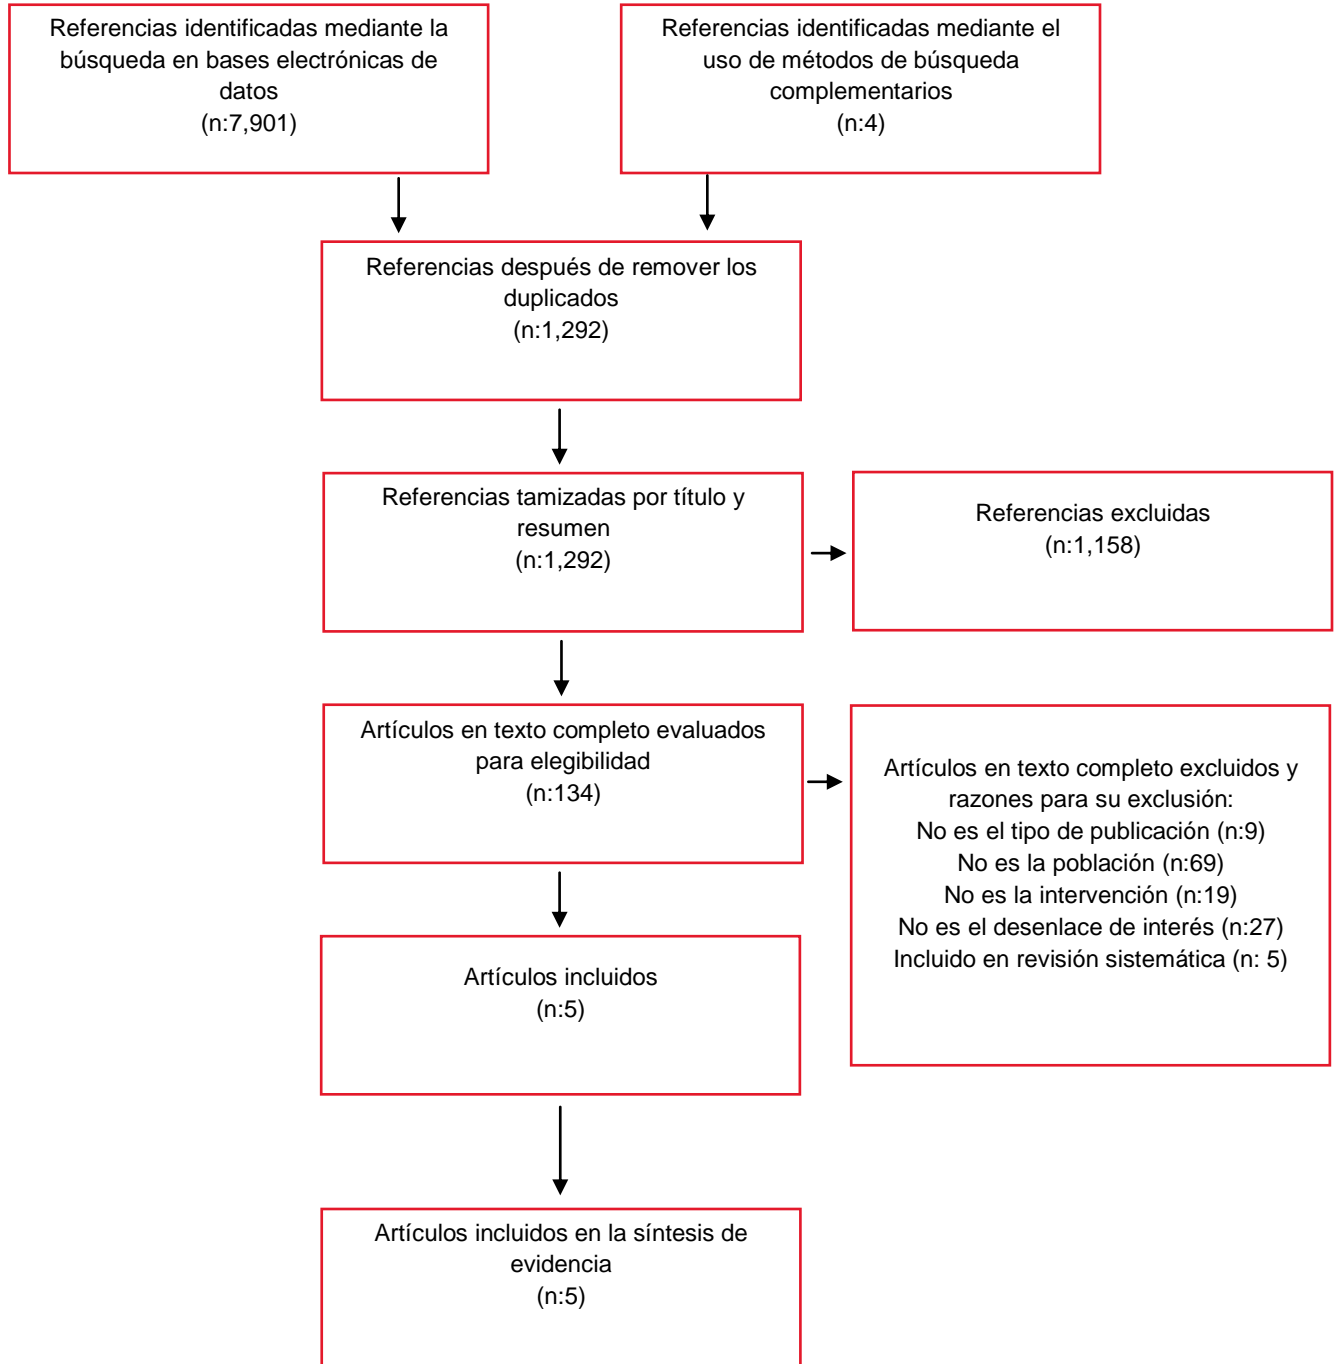 Referencias identificadas mediante la
búsqueda en bases electrónicas de
datos
(n:7,901)
Referencias identificadas mediante el
uso de métodos de búsqueda
complementarios
(n:4)
Referencias después de remover los
duplicados
(n:1,292)
Referencias tamizadas por título y
resumen
(n:1,292)
Referencias excluidas
(n:1,158)
Artículos en texto completo evaluados
para elegibilidad
(n:134)
Artículos en texto completo excluidos y
razones para su exclusión:
No es el tipo de publicación (n:9)
No es la población (n:69)
No es la intervención (n:19)
No es el desenlace de interés (n:27)
Incluido en revisión sistemática (n: 5)
Artículos incluidos
(n:5)
Artículos incluidos en la síntesis de
evidencia
(n:5)